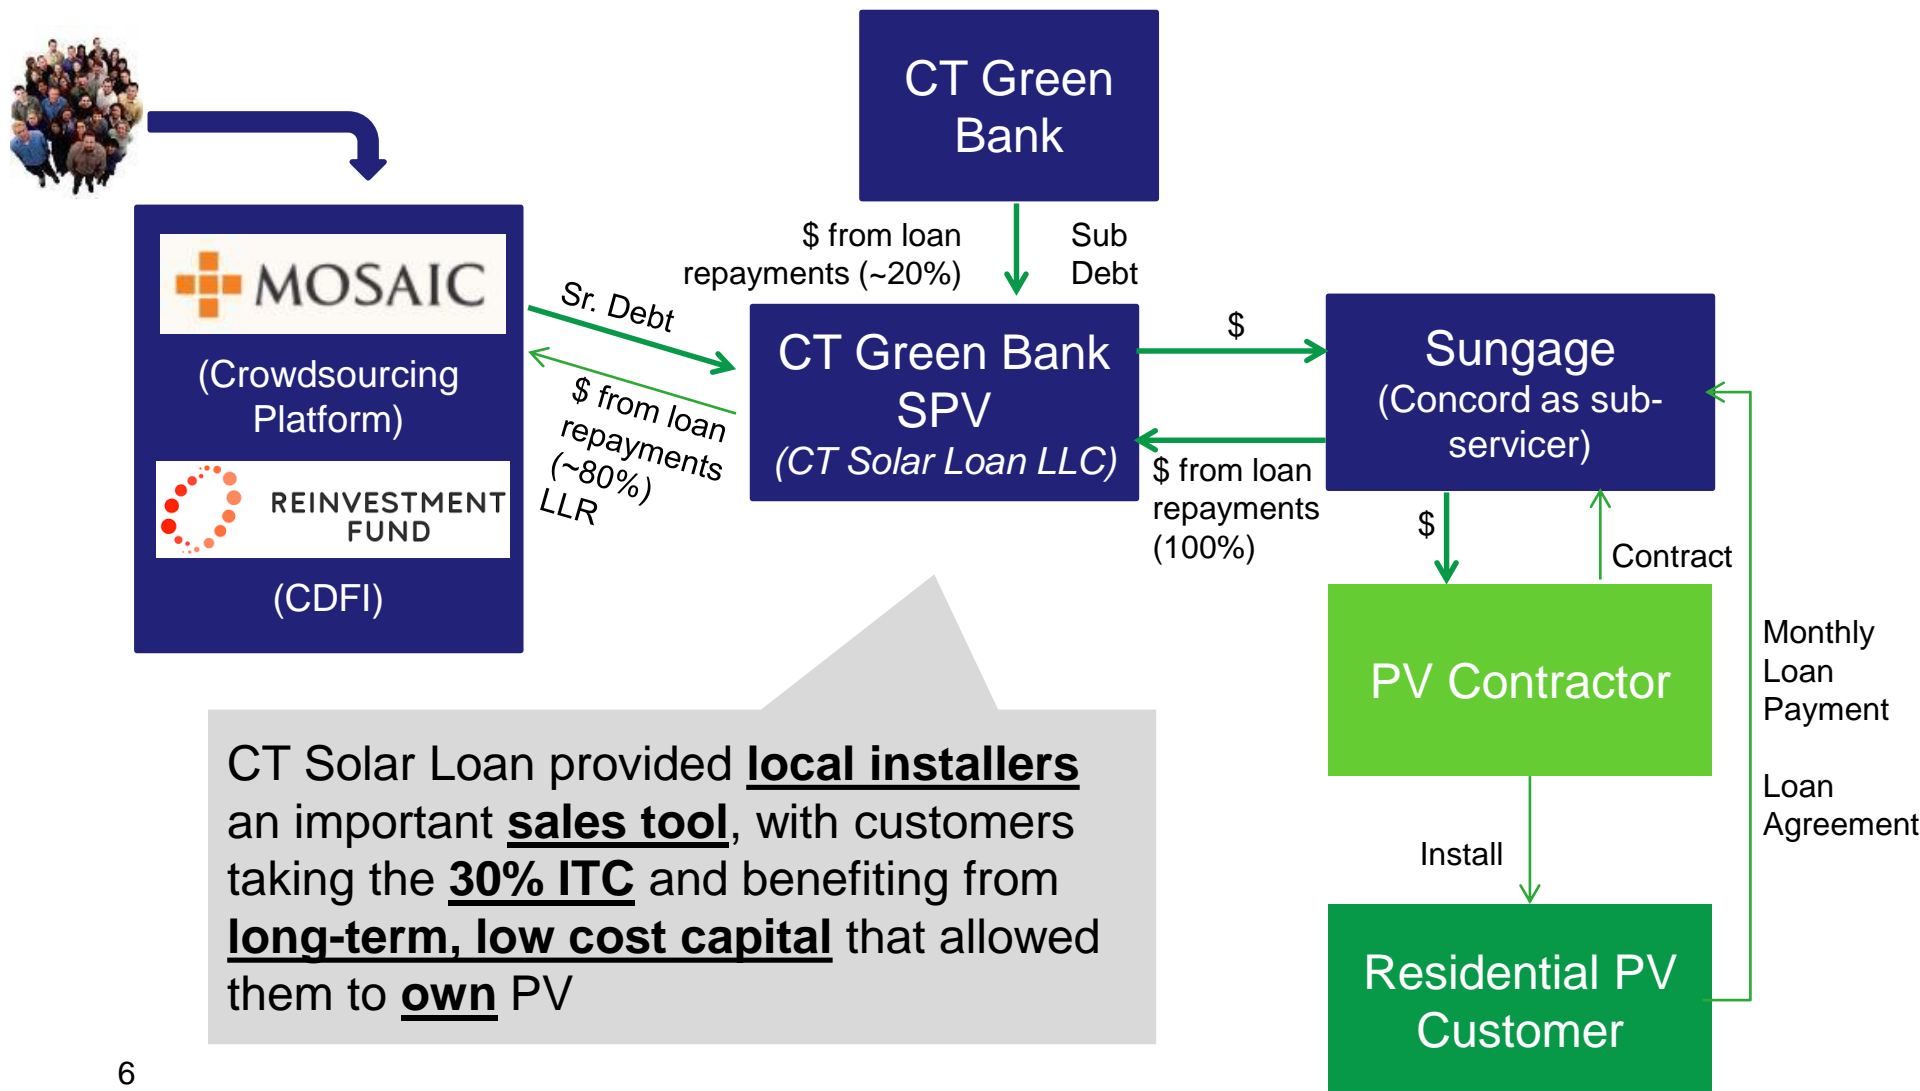 CT Green
Bank
$ from loan
repayments (~20%)
Sub
Debt
MOSAIC
(Crowdsourcing
Platform)
REINVESTMENT
FUND
(CDFI)
Sr. Debt
$ from loan
repayments
(~80%)
LLR
CT Green Bank
SPV
(CT Solar Loan LLC)
$
$ from loan
repayments
(100%)
Sungage
(Concord as sub-
servicer)
$
Contract
PV Contractor
Monthly
Loan
Payment
Loan
Agreement
Install
Residential PV
Customer
CT Solar Loan provided local installers
an important sales tool, with customers
taking the 30% ITC and benefiting from
long-term, low cost capital that allowed
them to own PV
6